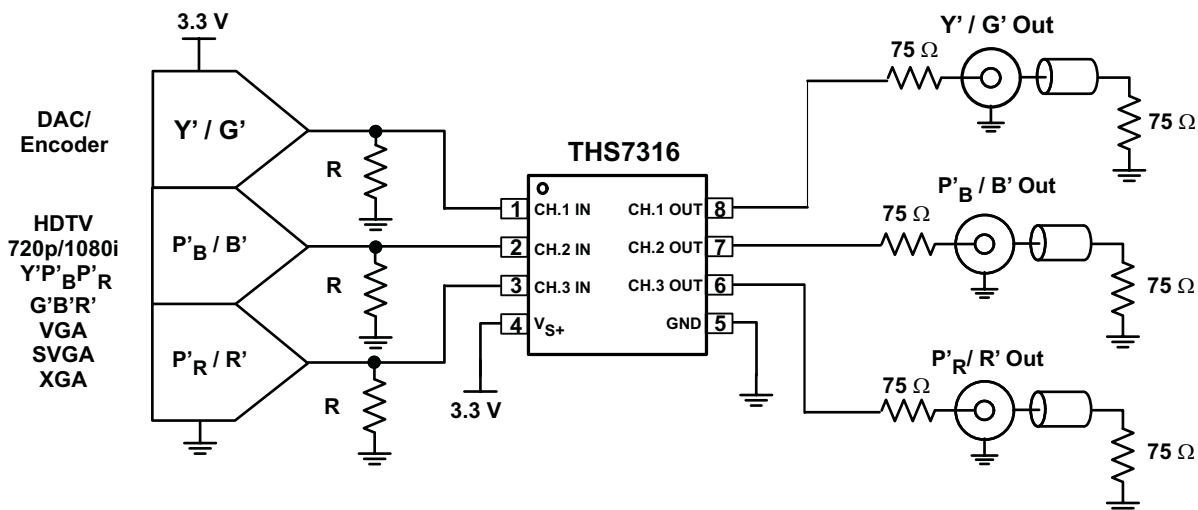 3.3 V
DAC/
Encoder
HDTV
720p/1080i
Y'P'BP'R
G'B'R'
VGA
SVGA
XGA
Y' / G'
P'B / B'
P'R / R'
R
R
R
THS7316
1 CH.1 IN CH.1 OUT 8
2 CH.2 IN CH.2 OUT 7
3 CH.3 IN CH.3 OUT 6
4 VS+ GND 5
3.3 V
Y' / G' Out
75 Ω
75 Ω
P'B / B' Out
75 Ω
75 Ω
P'R / R' Out
75 Ω
75 Ω